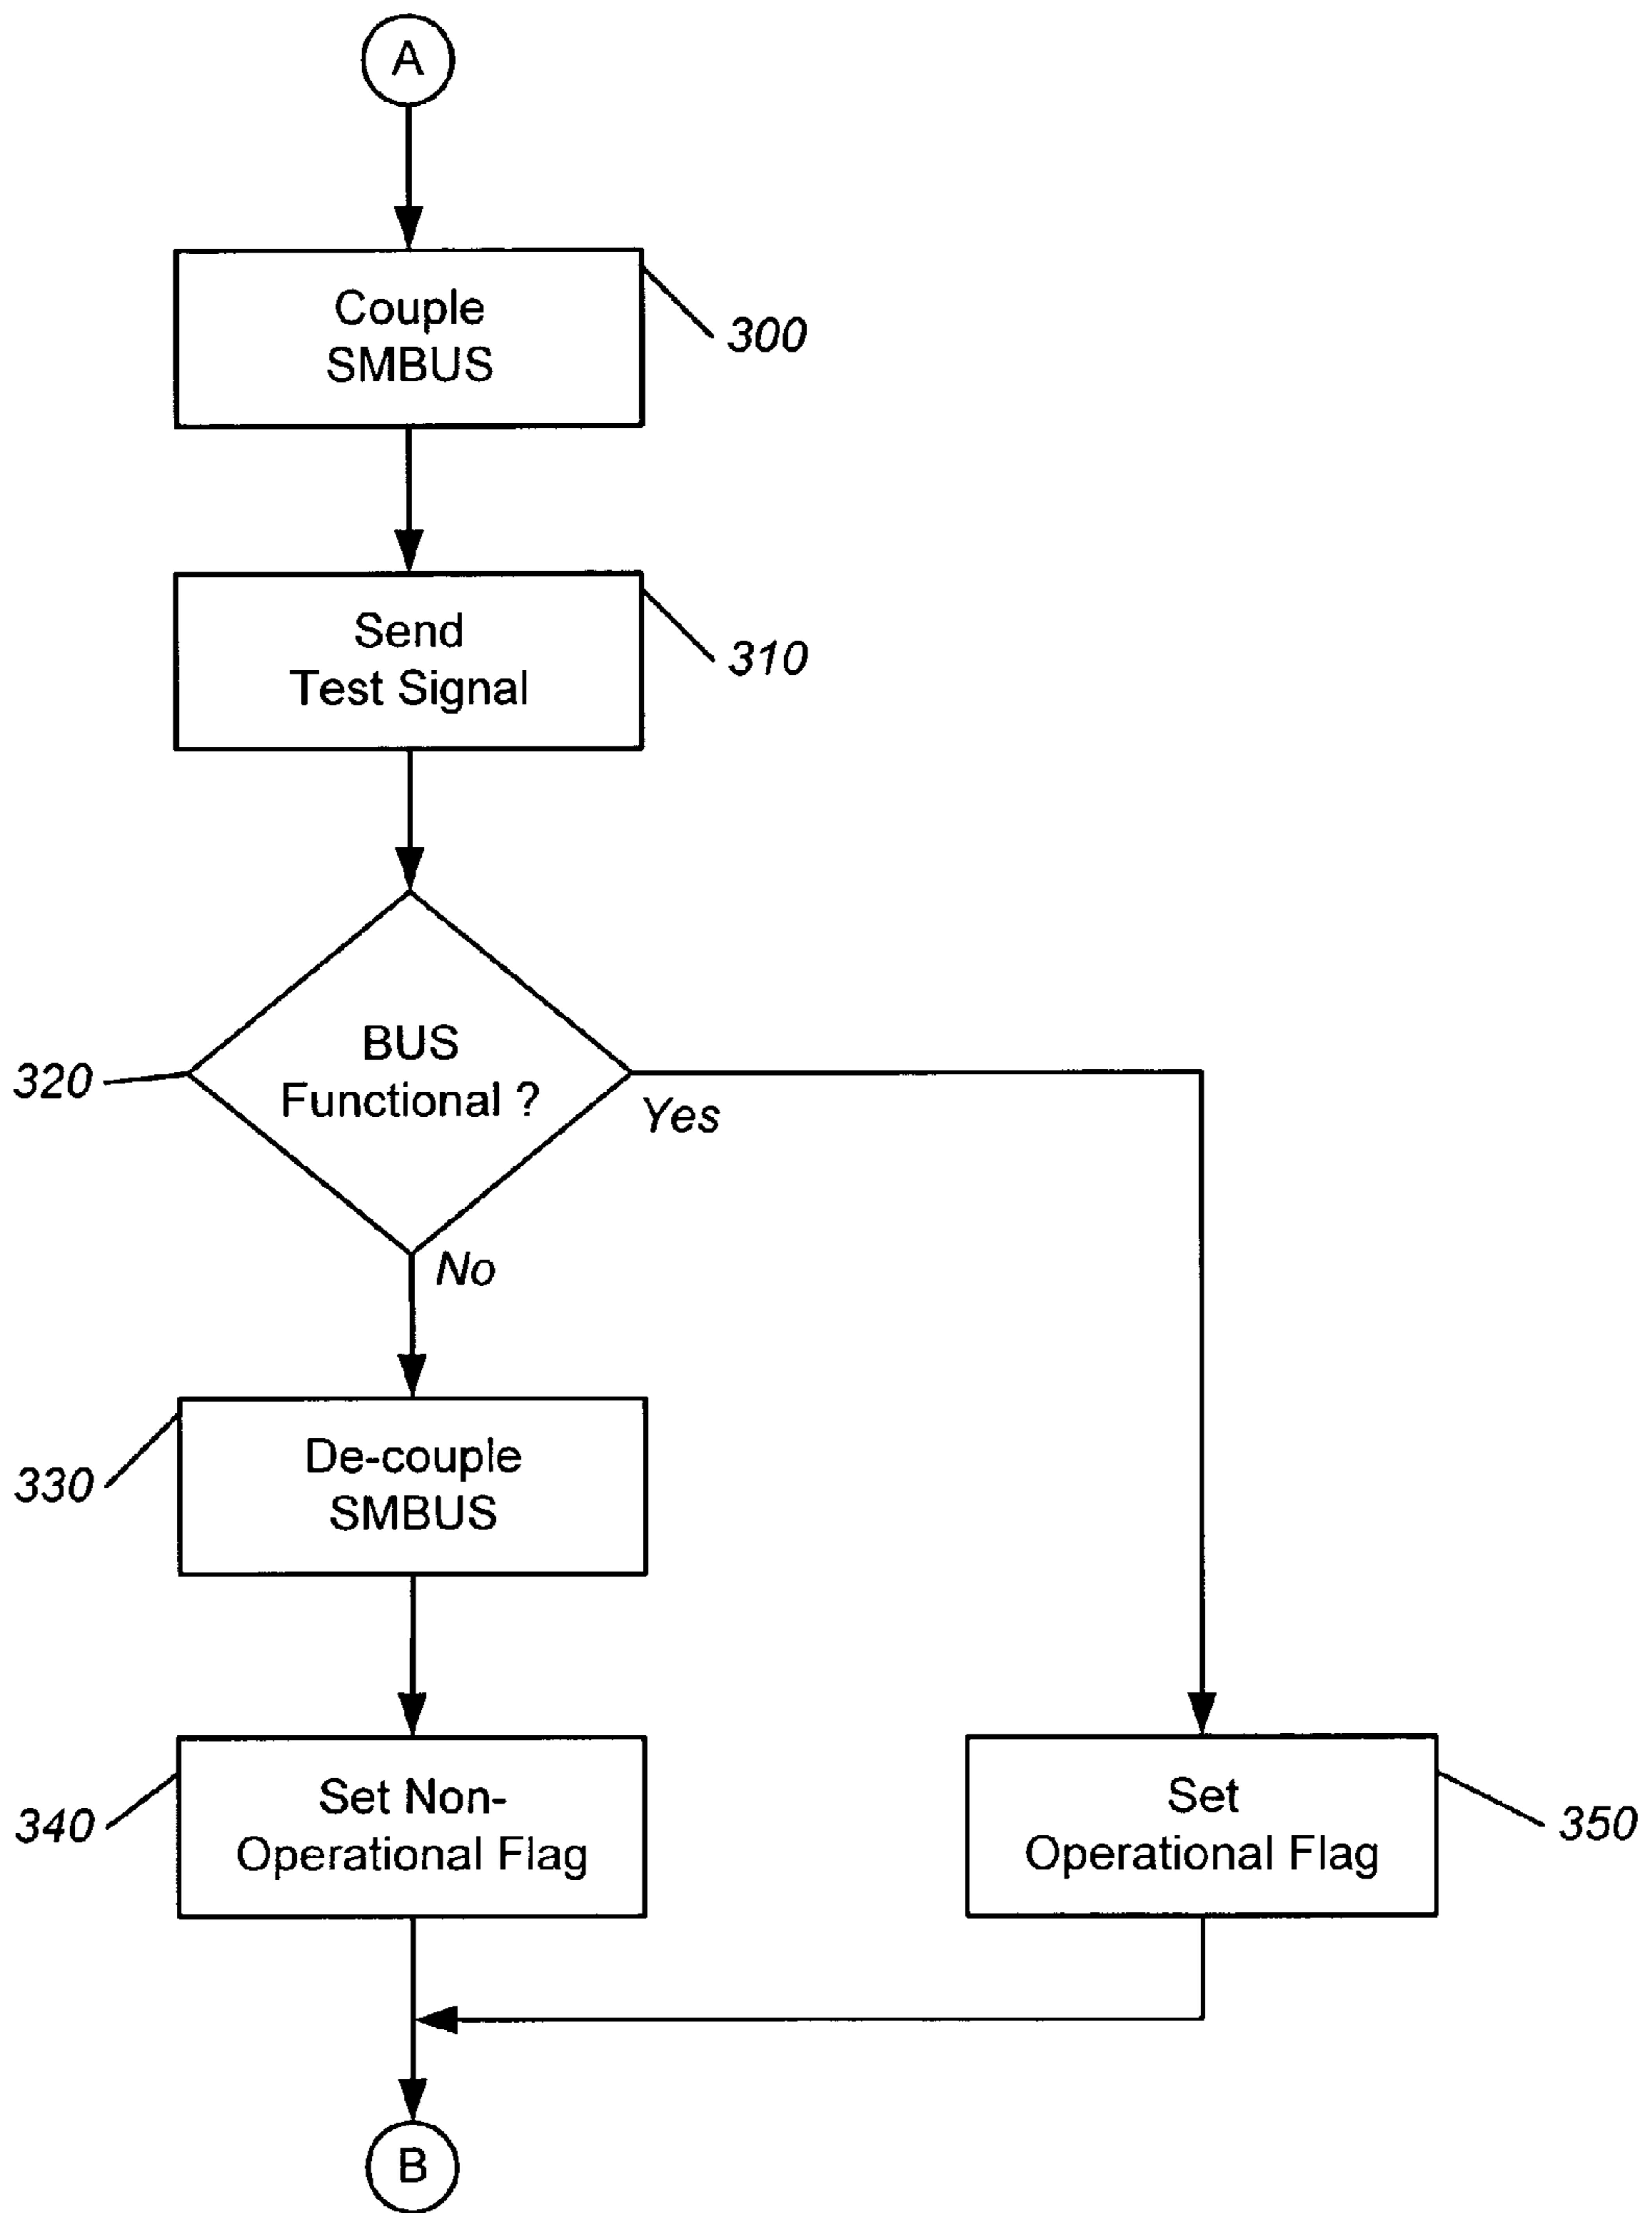 A
Couple
SMBUS
300
Send
Test Signal
310
BUS
Functional ?
320
Yes
No
De-couple
SMBUS
330
Set Non-
Operational Flag
340
Set
Operational Flag
350
B